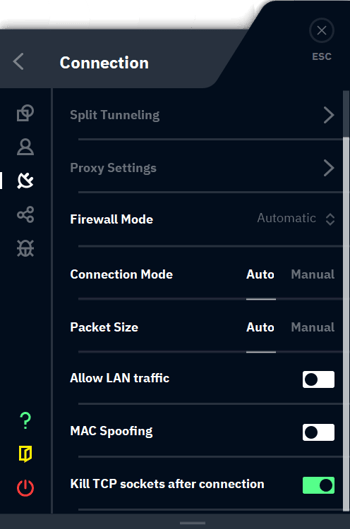 Connection
ESC
Split Tunneling
Proxy Settings
Firewall Mode Automatic
Connection Mode Auto Manual
Packet Size Auto Manual
Allow LAN traffic
MAC Spoofing
Kill TCP sockets after connection